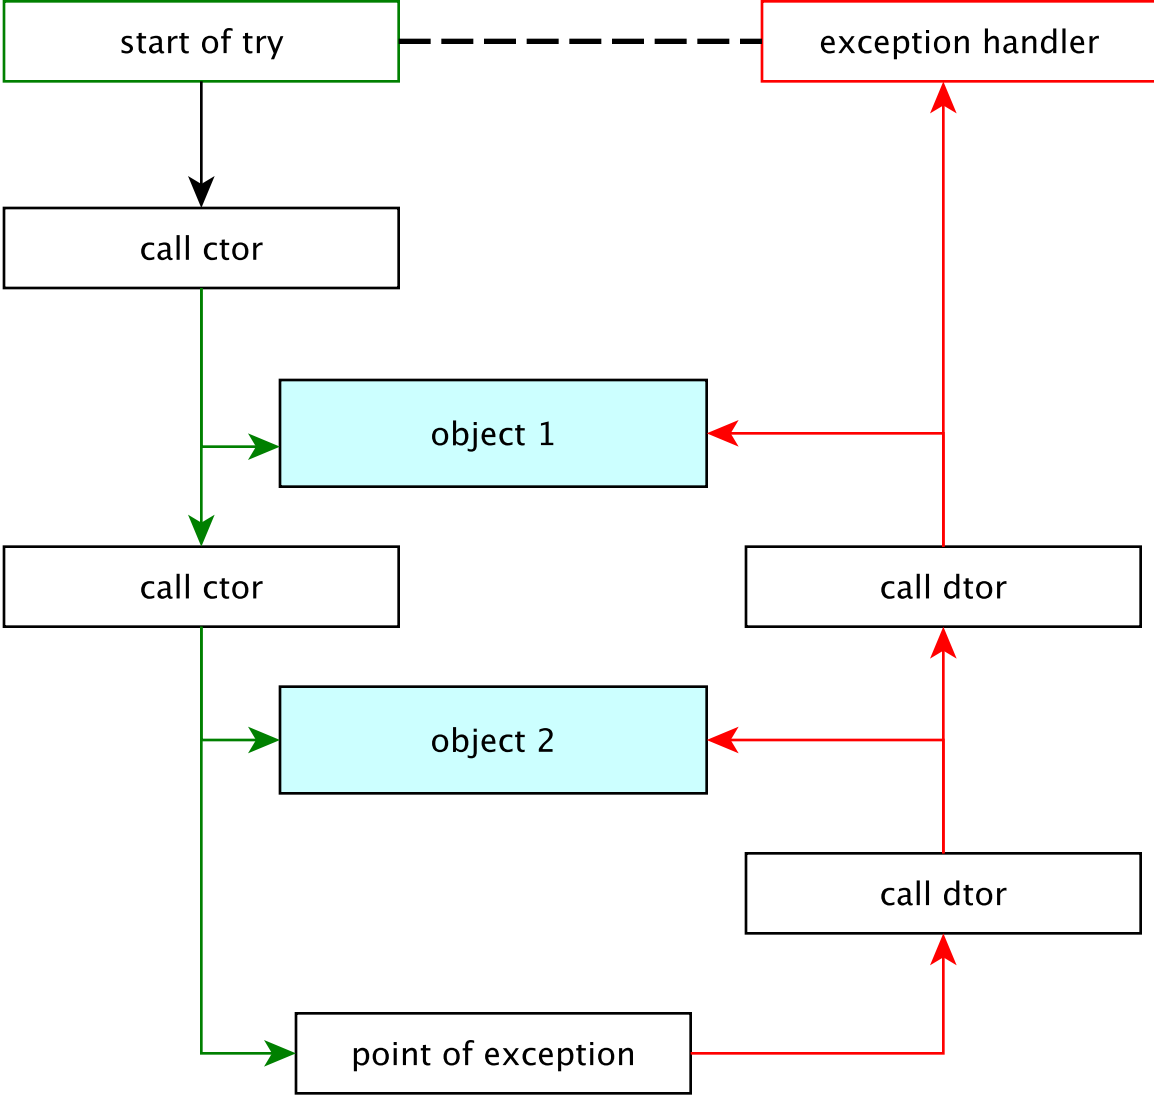 start of try
exception handler
call ctor
object 1
call ctor
call dtor
object 2
call dtor
point of exception